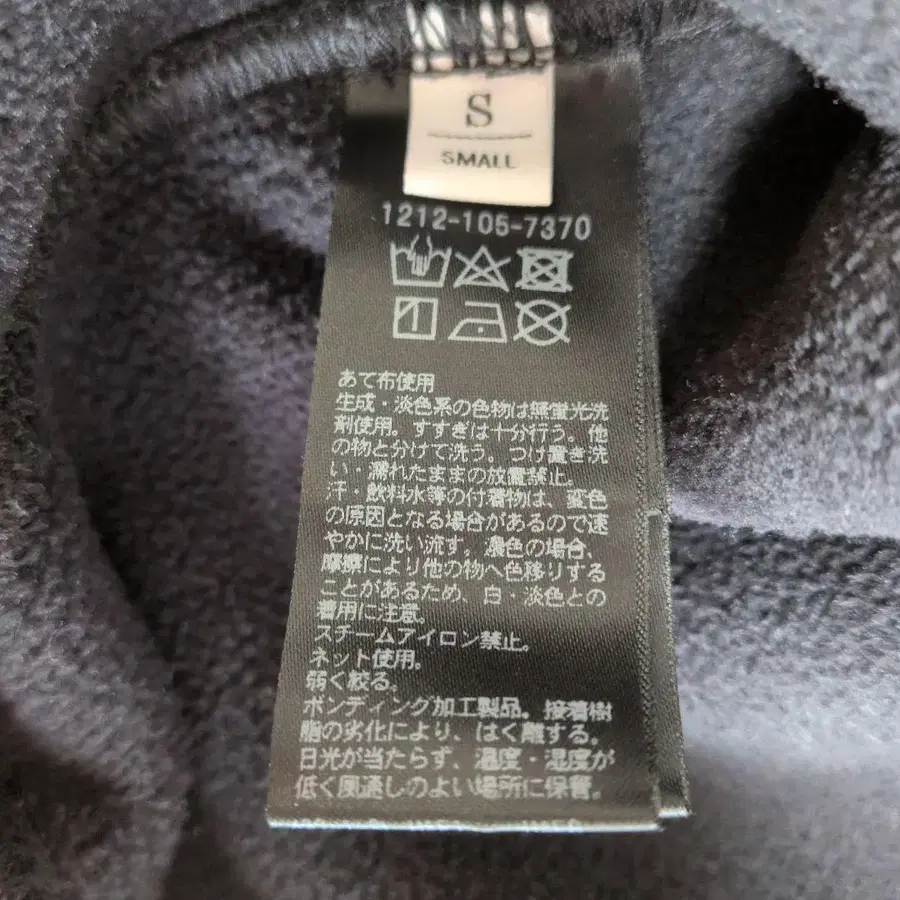 S
SMALL
1212-105-7370
あて布使用
生成・淡色系の色物は無蛍光洗
剤使用。すすぎは十分行う。他
の物と分けて洗う。つけ置き洗
い・濡れたままの放置禁止。
汗・飲料水等の付着物は、変色
の原因となる場合があるので速
やかに洗い流す。濃色の場合、
摩擦により他の物へ色移りする
ことがあるため、白・淡色との
着用に注意。
スチームアイロン禁止。
ネット使用。
弱く絞る。
ボンディング加工製品。接着樹
脂の劣化により、はく離する。
日光が当たらず、温度・湿度が
低く風通しのよい場所に保管。